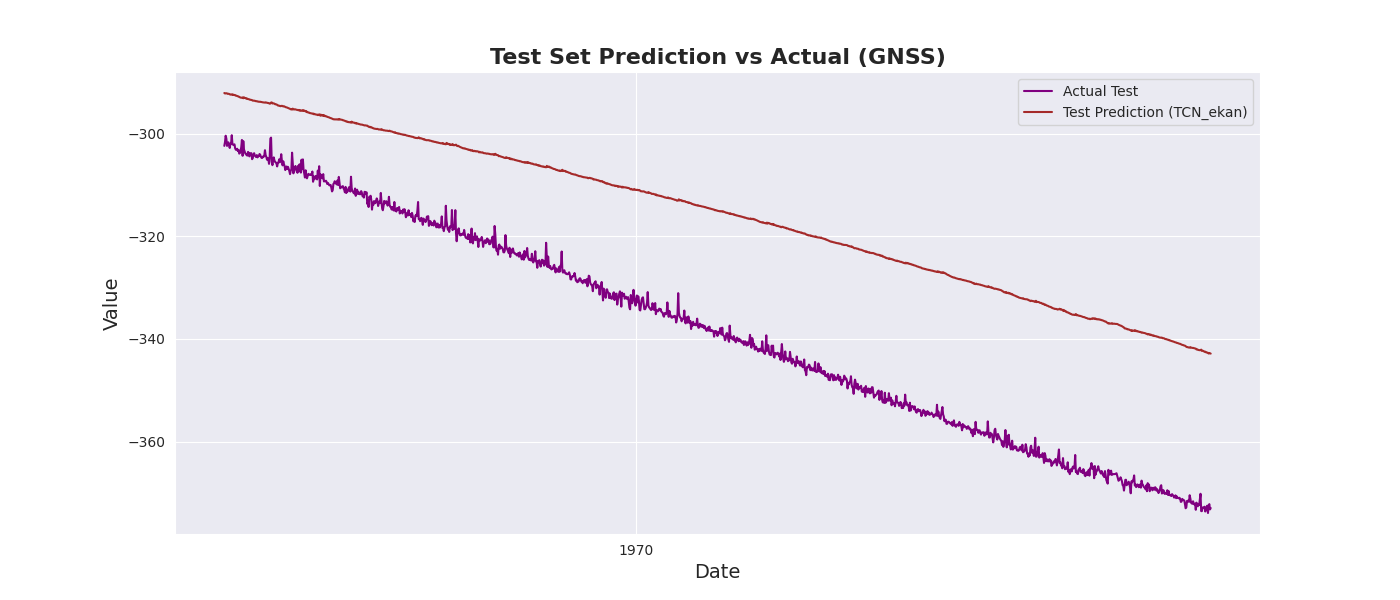 Test Set Prediction vs Actual (GNSS)
Actual Test
Test Prediction (TCN_ekan)
−300
−320
−340
−360
Value
1970
Date